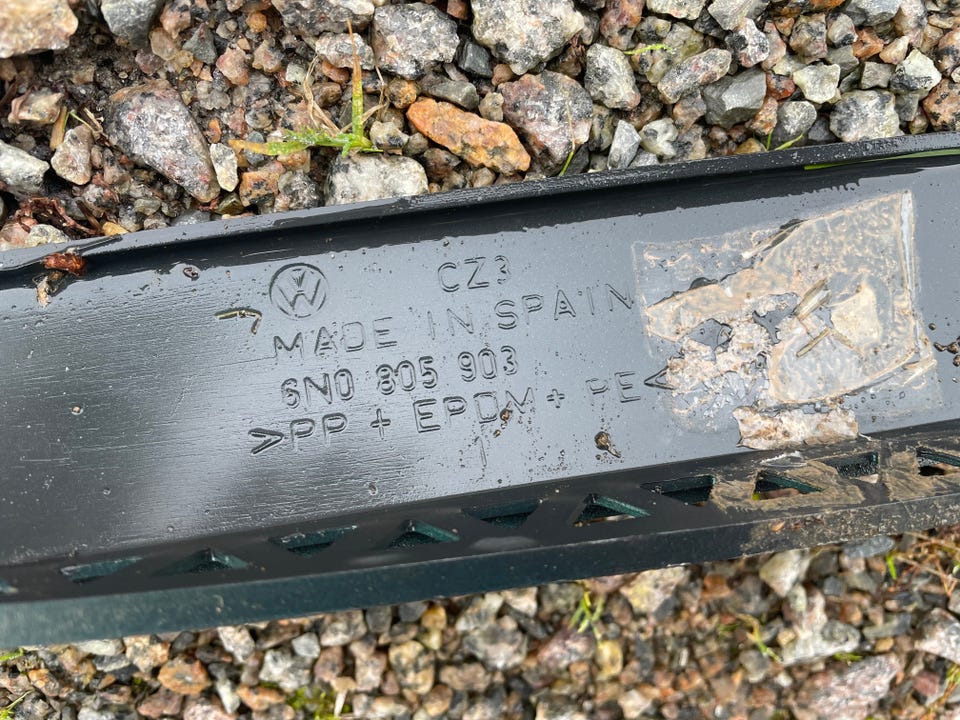 CZ3
MADE IN SPAIN
6N0 805 903
>PP + EPDM + PE<